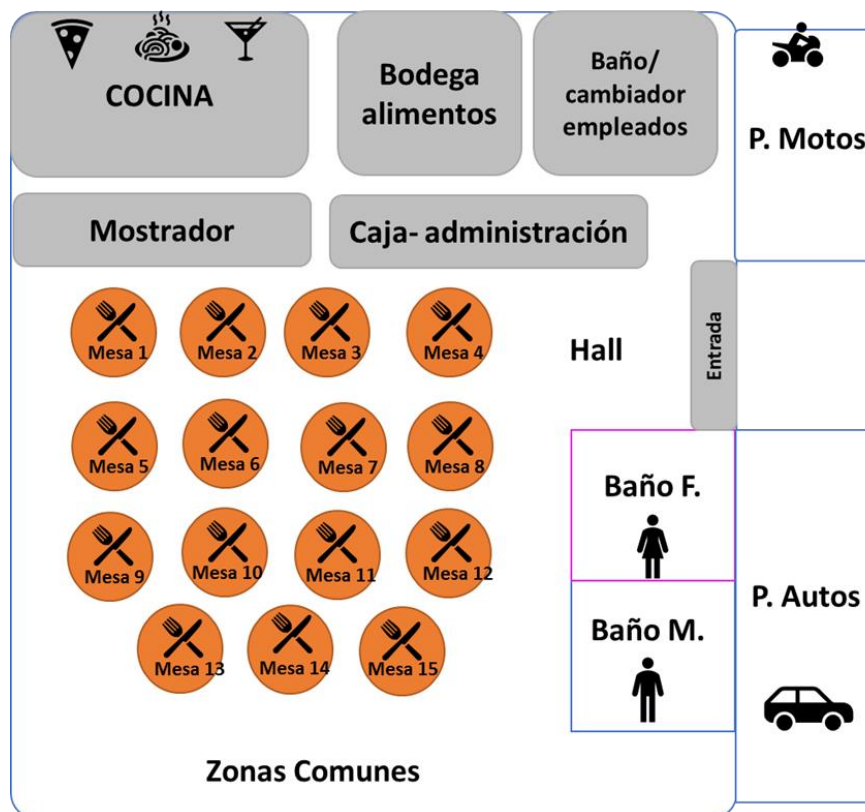 COCINA
Bodega
alimentos
Baño/
cambiador
empleados
P. Motos
Mostrador
Caja- administración
Mesa 1
Mesa 2
Mesa 3
Mesa 4
Hall
Entrada
Mesa 5
Mesa 6
Mesa 7
Mesa 8
Baño F.
Mesa 9
Mesa 10
Mesa 11
Mesa 12
P. Autos
Baño M.
Mesa 13
Mesa 14
Mesa 15
Zonas Comunes